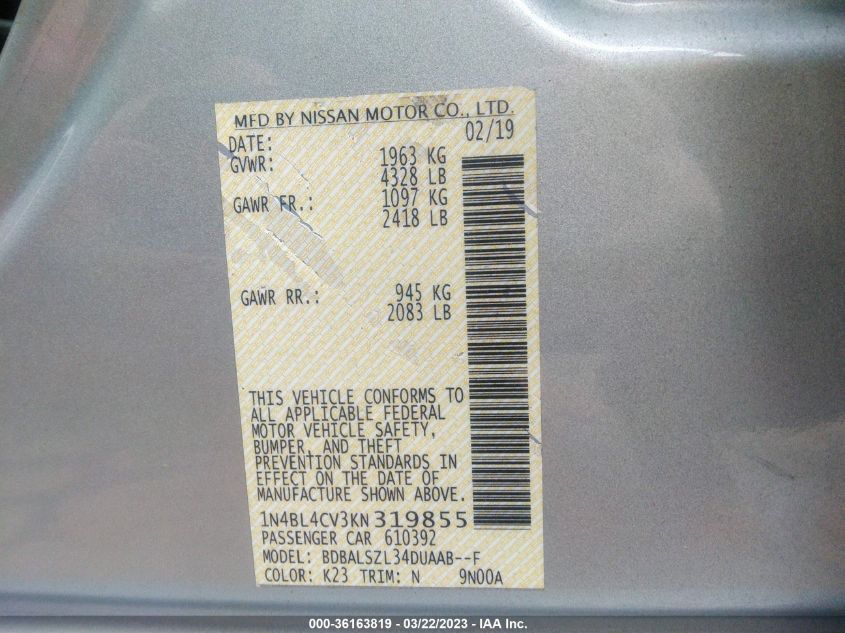 MFD BY NISSAN MOTOR CO., LTD.
DATE: 02/19
GVWR: 1963 KG
4328 LB
GAWR FR.: 1097 KG
2418 LB
GAWR RR.: 945 KG
2083 LB
THIS VEHICLE CONFORMS TO
ALL APPLICABLE FEDERAL
MOTOR VEHICLE SAFETY,
BUMPER, AND THEFT
PREVENTION STANDARDS IN
EFFECT ON THE DATE OF
MANUFACTURE SHOWN ABOVE.
1N4BL4CV3KN319855
PASSENGER CAR 610392
MODEL: BDBALSZL34DUAAB--F
COLOR: K23 TRIM: N 9N00A
000-36163819 - 03/22/2023 - IAA Inc.